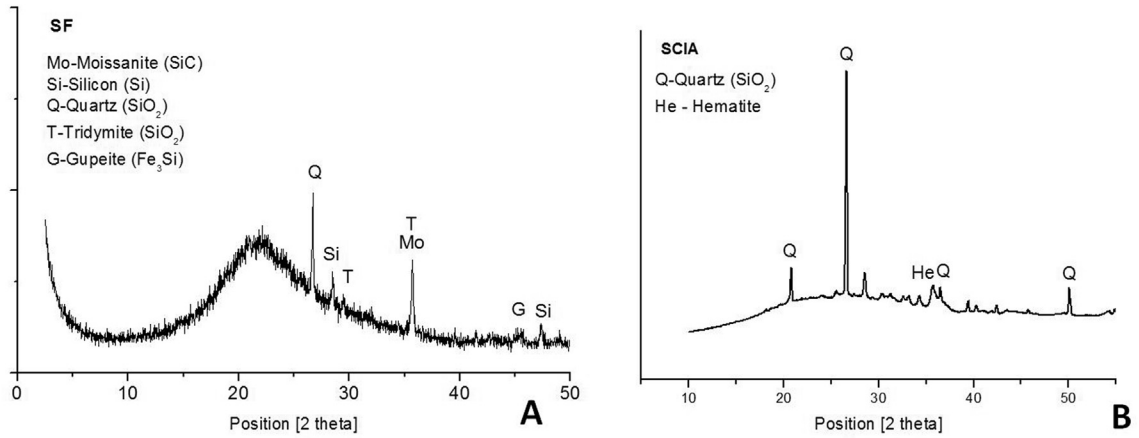 SF
Mo-Moissanite (SiC)
Si-Silicon (Si)
Q-Quartz (SiO₂)
T-Tridymite (SiO₂)
G-Gupeite (Fe₃Si)
Q
Si
T
T
Mo
G
Si
0 10 20 30 40 50
Position [2 theta]
A
SCIA
Q-Quartz (SiO₂)
He - Hematite
Q
Q
He
Q
Q
10 20 30 40 50
Position [2 theta]
B